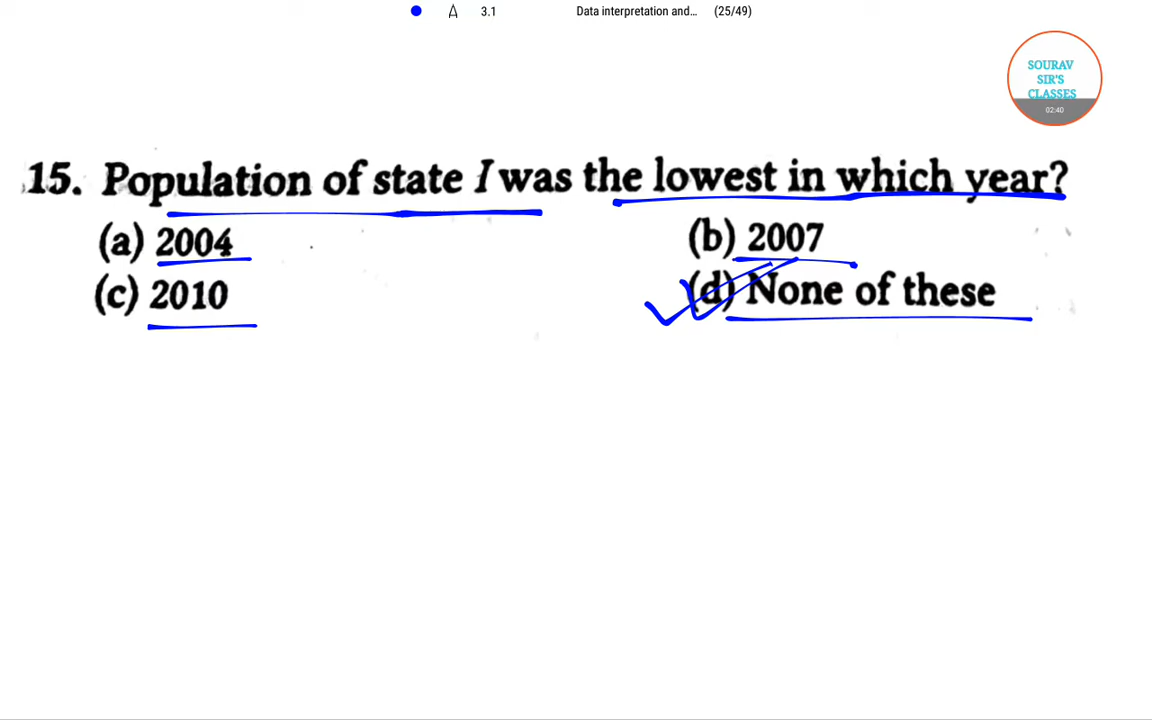 3.1 Data interpretation and... (25/49)
SOURAV
SIR'S
CLASSES
02:40
15. Population of state I was the lowest in which year?
(a) 2004 (b) 2007
(c) 2010 (d) None of these